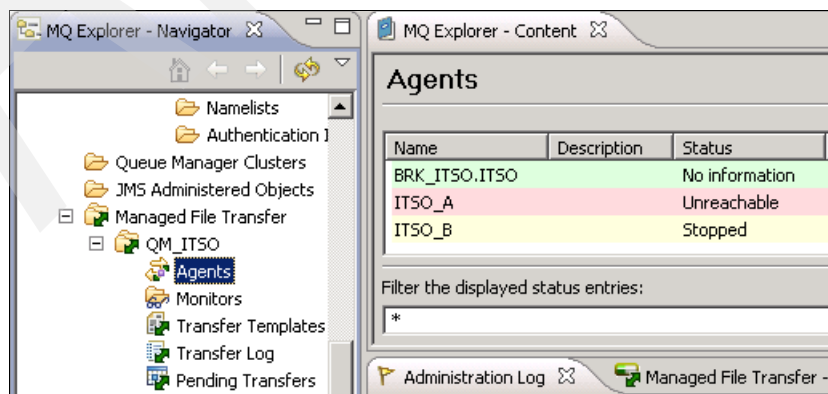 MQ Explorer - Navigator
Namelists
Authentication I
Queue Manager Clusters
JMS Administered Objects
Managed File Transfer
QM_ITSO
Agents
Monitors
Transfer Templates
Transfer Log
Pending Transfers
MQ Explorer - Content
Agents
Name Description Status
BRK_ITSO.ITSO No information
ITSO_A Unreachable
ITSO_B Stopped
Filter the displayed status entries:
*
Administration Log Managed File Transfer -